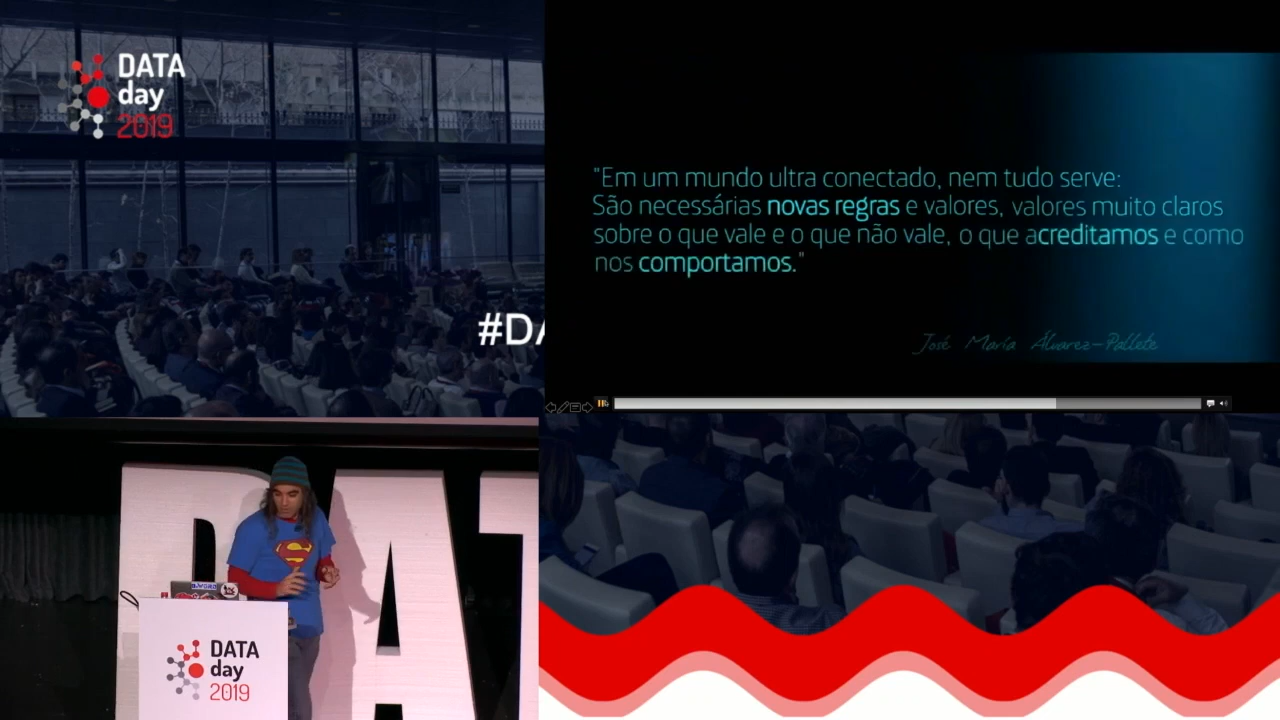 DATA
day
2019
#DA
"Em um mundo ultra conectado, nem tudo serve:
São necessárias novas regras e valores, valores muito claros
sobre o que vale e o que não vale, o que acreditamos e como
nos comportamos."
José María Álvarez-Pallete
DAT
DATA
day
2019